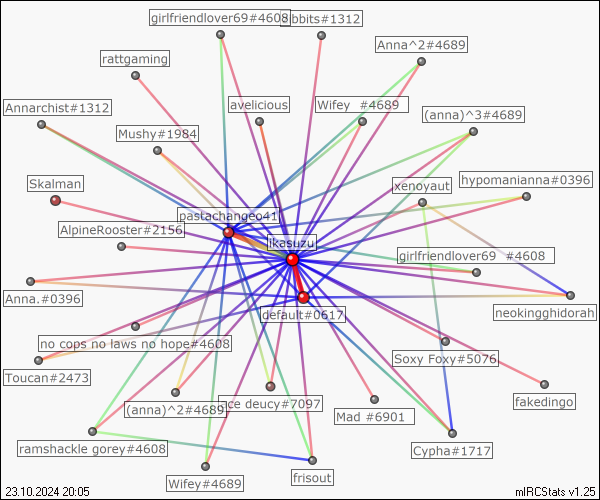 girlfriendlover69#4608
bbits#1312
Anna^2#4689
rattgaming
Annarchist#1312
avelicious
Wifey #4689
(anna)^3#4689
Mushy#1984
Skalman
xenoyaut
hypomanianna#0396
pastachangeo41
AlpineRooster#2156
ikasuzu
girlfriendlover69 #4608
Anna.#0396
default#0617
neokingghidorah
no cops no laws no hope#4608
Soxy Foxy#5076
Toucan#2473
(anna)^2#4689
ce deucy#7097
Mad #6901
fakedingo
ramshackle gorey#4608
Cypha#1717
Wifey#4689
frisout
23.10.2024 20:05
mIRCStats v1.25